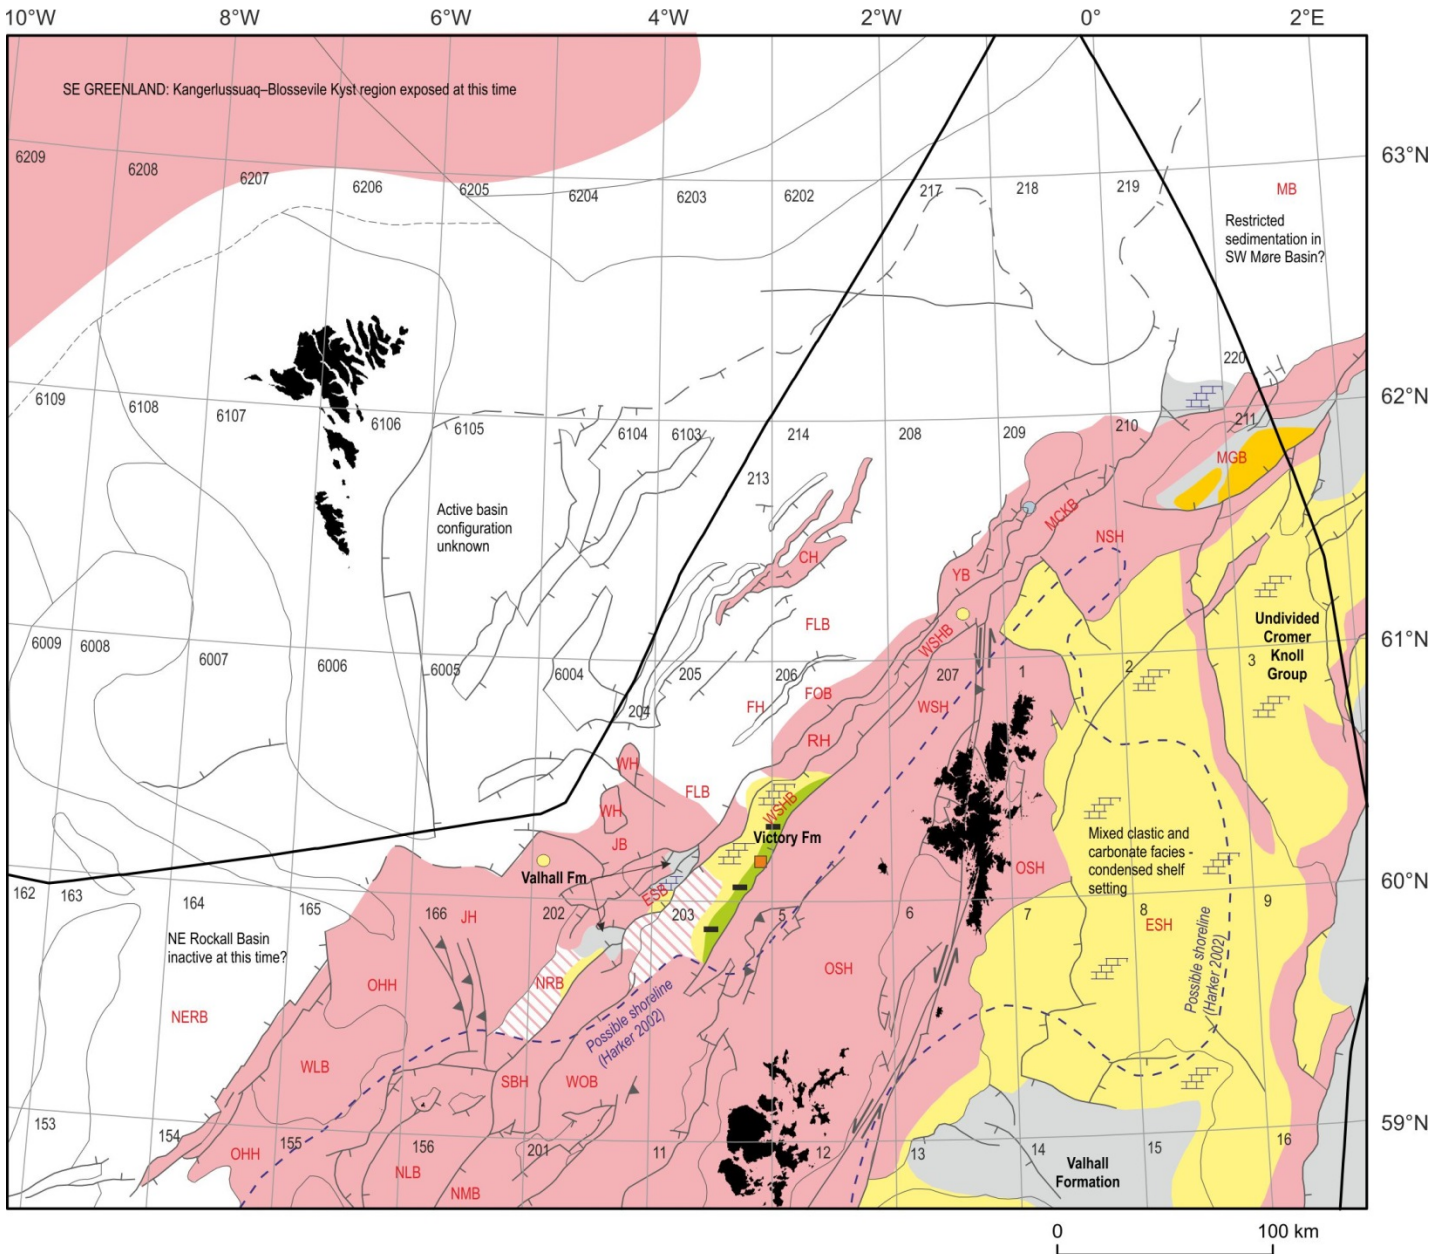 10°W 8°W 6°W 4°W 2°W 0° 2°E
SE GREENLAND: Kangerlussuaq–Blossevile Kyst region exposed at this time
63°N
6209 6208 6207 6206 6205 6204 6203 6202 217 218 219
MB
Restricted
sedimentation in
SW Møre Basin?
220
62°N
6109 6108 6107 6106 6105 6104 6103 214 208 209 210 211
MGB
213
Active basin
configuration
unknown
MCKB
NSH
CH
YB
FLB
WSHB
61°N
Undivided
Cromer
Knoll
Group
6009 6008 6007 6006 6005 6004 205 206 207 1 2 3
204
FH
FOB
WSH
RH
WH
FLB
WH
WSHB
JB
Victory Fm
Mixed clastic and
carbonate facies -
condensed shelf
setting
OSH
Valhall Fm
60°N
162 163 164 165 166 202 203 5 6 7 8 9
ESB
JH
ESH
NE Rockall Basin
inactive at this time?
OSH
NRB
OHH
Possible shoreline
(Harker 2002)
Possible shoreline
(Harker 2002)
NERB
WLB
SBH
WOB
59°N
153 154 155 156 201 11 12 13 14 15 16
OHH
NLB
NMB
Valhall
Formation
0 100 km